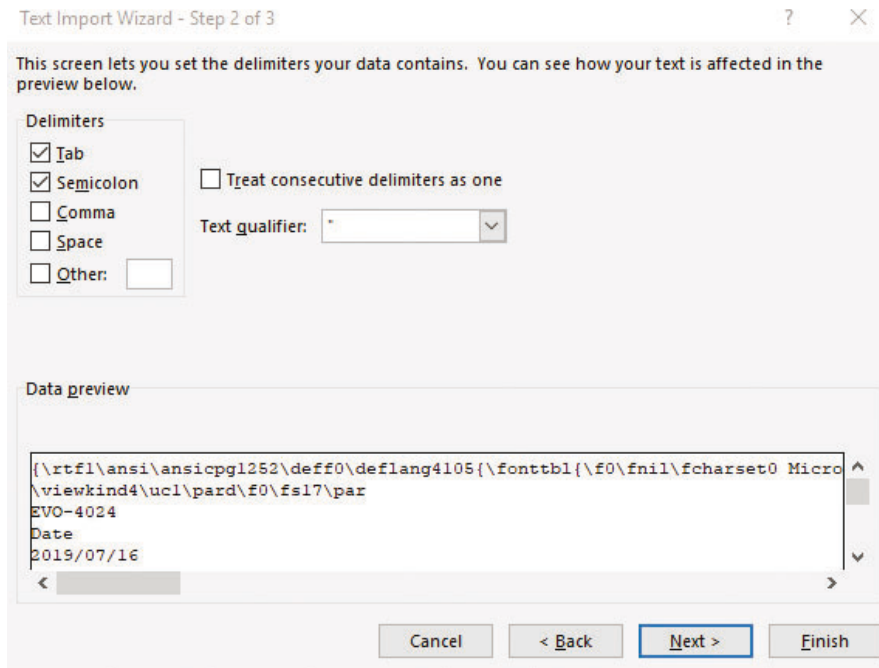 Text Import Wizard - Step 2 of 3 ? ×
This screen lets you set the delimiters your data contains. You can see how your text is affected in the
preview below.
Delimiters
Tab
Semicolon
Comma
Space
Other:
Treat consecutive delimiters as one
Text qualifier: "
Data preview
{\rtf1\ansi\ansicpg1252\deff0\deflang4105{\fonttbl{\f0\fnil\fcharset0 Micro
\viewkind4\uc1\pard\f0\fs17\par
EVO-4024
Date
2019/07/16
Cancel < Back Next > Finish